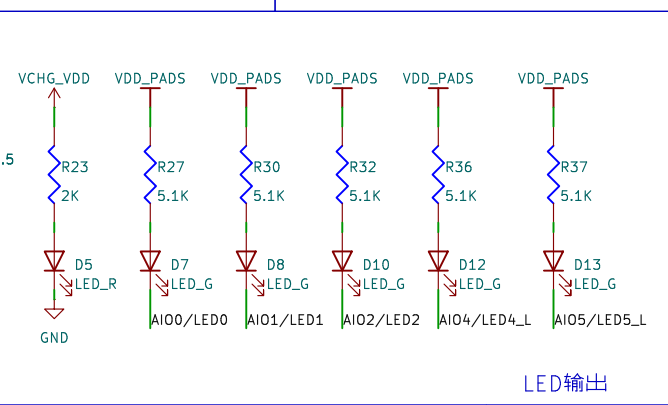 VCHG_VDD VDD_PADS VDD_PADS VDD_PADS VDD_PADS VDD_PADS
.5
R23 R27 R30 R32 R36 R37
2K 5.1K 5.1K 5.1K 5.1K 5.1K
D5 D7 D8 D10 D12 D13
LED_R LED_G LED_G LED_G LED_G LED_G
AIO0/LED0 AIO1/LED1 AIO2/LED2 AIO4/LED4_L AIO5/LED5_L
GND
LED输出